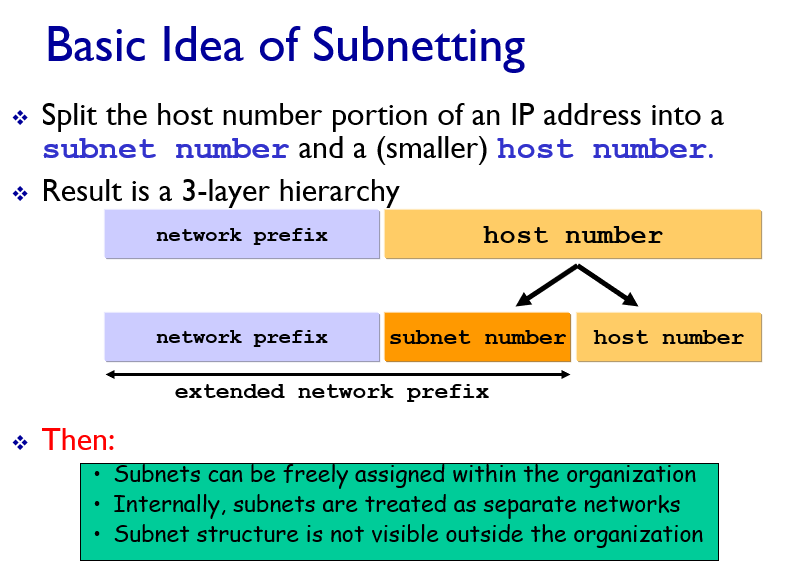 Basic Idea of Subnetting
Split the host number portion of an IP address into a
subnet number and a (smaller) host number.
Result is a 3-layer hierarchy
network prefix host number
network prefix subnet number host number
extended network prefix
Then:
• Subnets can be freely assigned within the organization
• Internally, subnets are treated as separate networks
• Subnet structure is not visible outside the organization